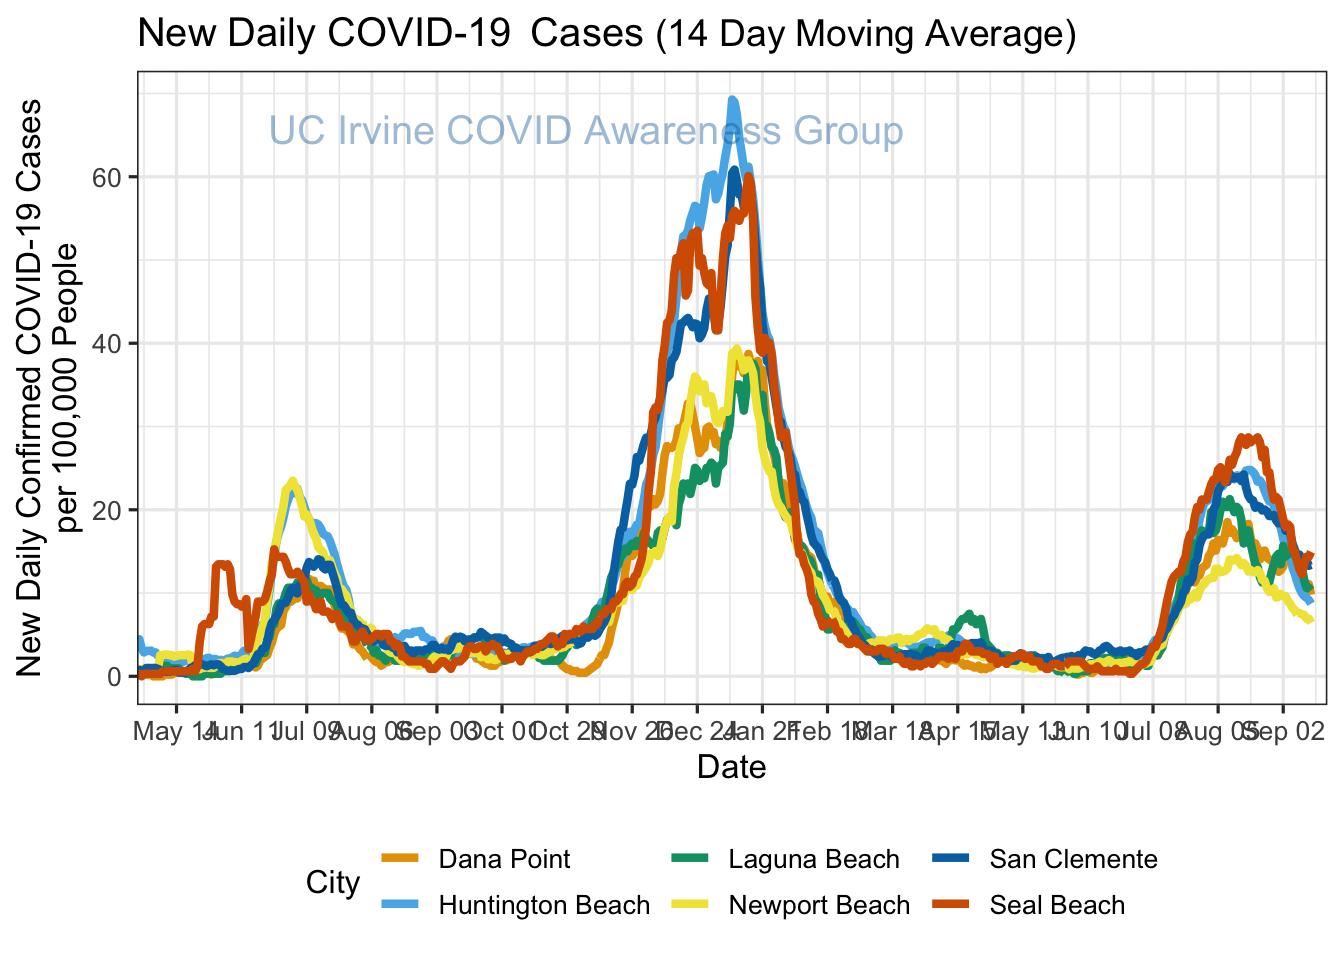 New Daily COVID-19 Cases (14 Day Moving Average)
UC Irvine COVID Awareness Group
New Daily Confirmed COVID-19 Cases
per 100,000 People
60
40
20
0
May 14 Jun 11 Jul 09 Aug 06 Sep 03 Oct 01 Oct 29 Nov 26 Dec 24 Jan 21 Feb 18 Mar 18 Apr 15 May 13 Jun 10 Jul 08 Aug 05 Sep 02
Date
City
Dana Point Laguna Beach San Clemente
Huntington Beach Newport Beach Seal Beach